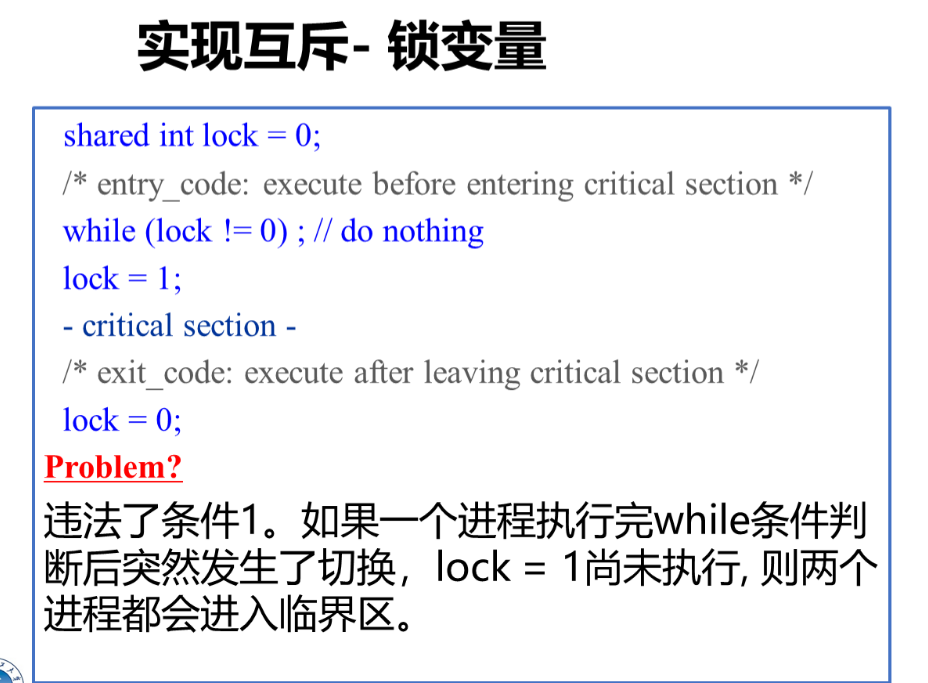 实现互斥- 锁变量
shared int lock = 0;
/* entry_code: execute before entering critical section */
while (lock != 0) ; // do nothing
lock = 1;
- critical section -
/* exit_code: execute after leaving critical section */
lock = 0;
Problem?
违法了条件1。如果一个进程执行完while条件判
断后突然发生了切换，lock = 1尚未执行, 则两个
进程都会进入临界区。